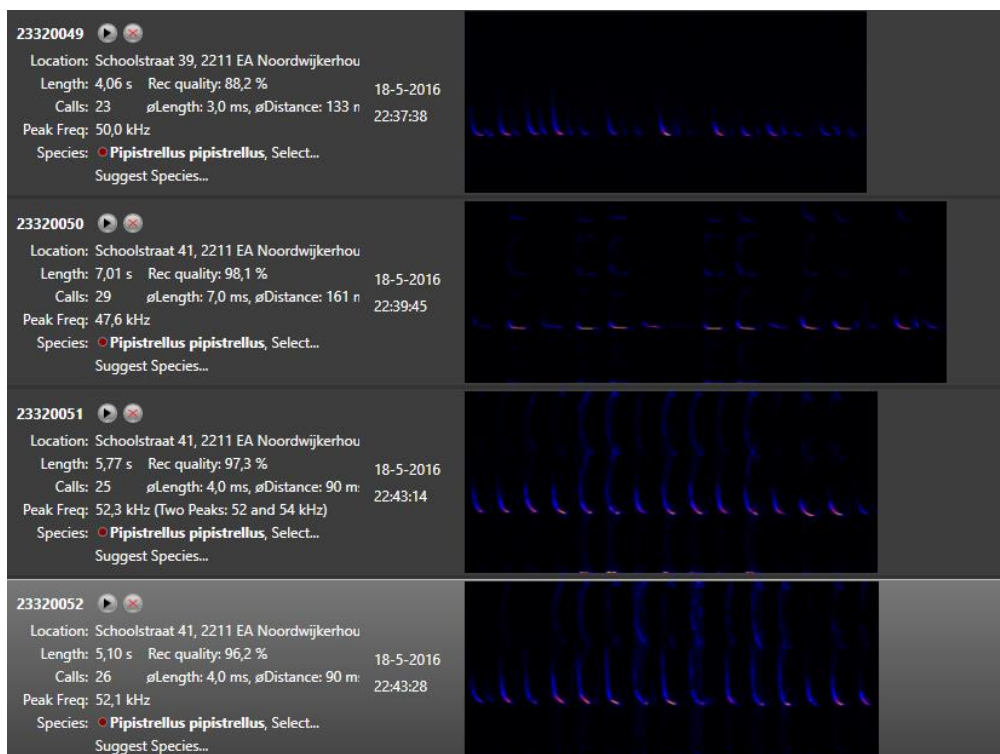 23320049
Location: Schoolstraat 39, 2211 EA Noordwijkerhou
Length: 4,06 s Rec quality: 88,2 %
Calls: 23 øLength: 3,0 ms, øDistance: 133 r
Peak Freq: 50,0 kHz
Species: Pipistrellus pipistrellus, Select...
Suggest Species...
18-5-2016
22:37:38
23320050
Location: Schoolstraat 41, 2211 EA Noordwijkerhou
Length: 7,01 s Rec quality: 98,1 %
Calls: 29 øLength: 7,0 ms, øDistance: 161 r
Peak Freq: 47,6 kHz
Species: Pipistrellus pipistrellus, Select...
Suggest Species...
18-5-2016
22:39:45
23320051
Location: Schoolstraat 41, 2211 EA Noordwijkerhou
Length: 5,77 s Rec quality: 97,3 %
Calls: 25 øLength: 4,0 ms, øDistance: 90 m
Peak Freq: 52,3 kHz (Two Peaks: 52 and 54 kHz)
Species: Pipistrellus pipistrellus, Select...
Suggest Species...
18-5-2016
22:43:14
23320052
Location: Schoolstraat 41, 2211 EA Noordwijkerhou
Length: 5,10 s Rec quality: 96,2 %
Calls: 26 øLength: 4,0 ms, øDistance: 90 m
Peak Freq: 52,1 kHz
Species: Pipistrellus pipistrellus, Select...
Suggest Species...
18-5-2016
22:43:28